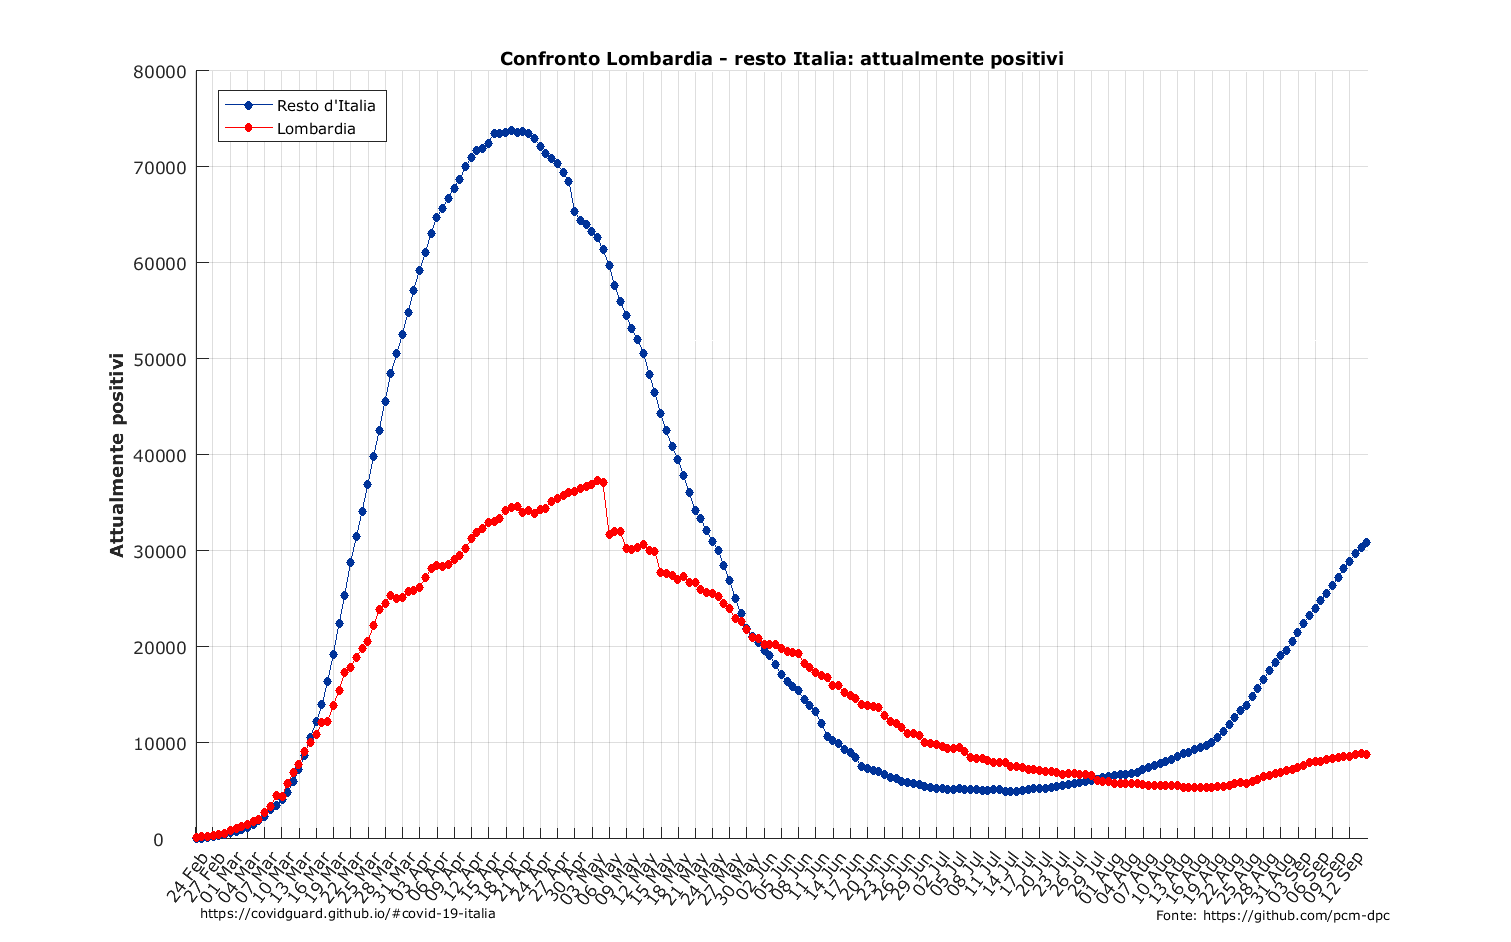 Confronto Lombardia - resto Italia: attualmente positivi
80000
70000
60000
50000
40000
30000
20000
10000
0
Attualmente positivi
Resto d'Italia
Lombardia
24 Feb
27 Feb
01 Mar
04 Mar
07 Mar
10 Mar
13 Mar
16 Mar
19 Mar
22 Mar
25 Mar
28 Mar
31 Mar
03 Apr
06 Apr
09 Apr
12 Apr
15 Apr
18 Apr
21 Apr
24 Apr
27 Apr
30 Apr
03 May
06 May
09 May
12 May
15 May
18 May
21 May
24 May
27 May
30 May
02 Jun
05 Jun
08 Jun
11 Jun
14 Jun
17 Jun
20 Jun
23 Jun
26 Jun
29 Jun
02 Jul
05 Jul
08 Jul
11 Jul
14 Jul
17 Jul
20 Jul
23 Jul
26 Jul
29 Jul
01 Aug
04 Aug
07 Aug
10 Aug
13 Aug
16 Aug
19 Aug
22 Aug
25 Aug
28 Aug
31 Aug
03 Sep
06 Sep
09 Sep
12 Sep
https://covidguard.github.io/#covid-19-italia
Fonte: https://github.com/pcm-dpc